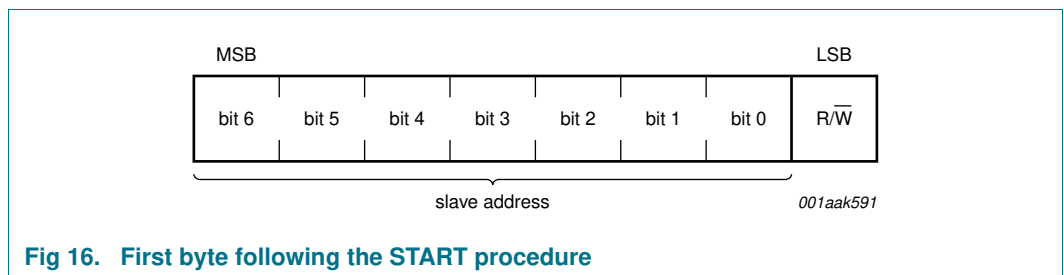 MSB LSB
bit 6 bit 5 bit 4 bit 3 bit 2 bit 1 bit 0 R/W̅
slave address 001aak591
Fig 16. First byte following the START procedure